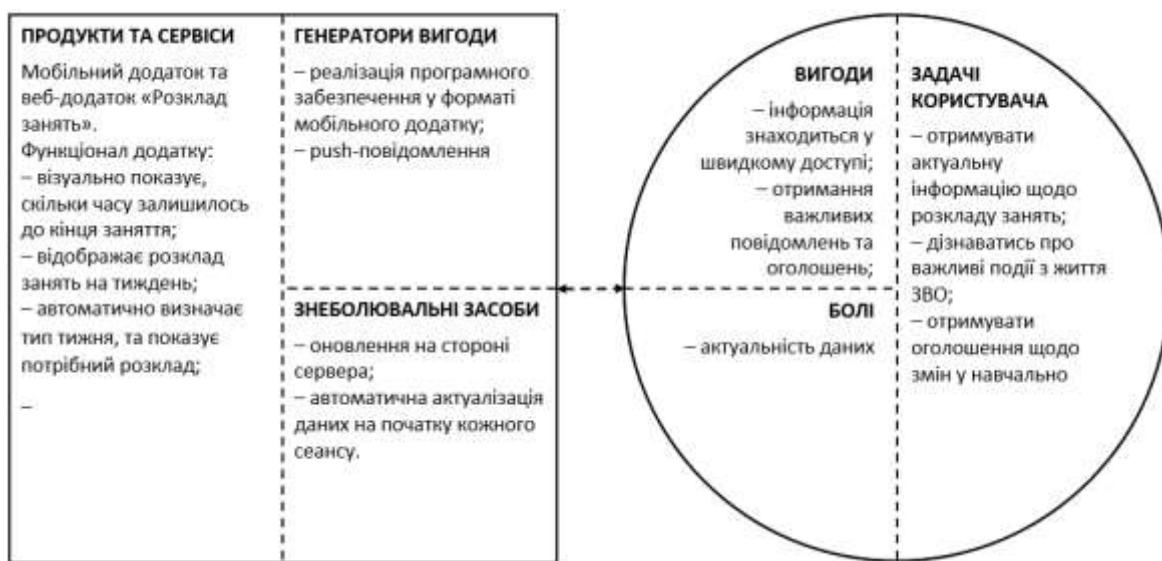 ПРОДУКТИ ТА СЕРВІСИ
Мобільний додаток та
веб-додаток «Розклад
занять».
Функціонал додатку:
– візуально показує,
скільки часу залишилось
до кінця заняття;
– відображає розклад
занять на тиждень;
– автоматично визначає
тип тижня, та показує
потрібний розклад;
–
ГЕНЕРАТОРИ ВИГОДИ
– реалізація програмного
забезпечення у форматі
мобільного додатку;
– push-повідомлення
ЗНЕБОЛЮВАЛЬНІ ЗАСОБИ
– оновлення на стороні
сервера;
– автоматична актуалізація
даних на початку кожного
сеансу.
ВИГОДИ
– інформація
знаходиться у
швидкому доступі;
– отримання
важливих
повідомлень та
оголошень;
БОЛІ
– актуальність даних
ЗАДАЧІ
КОРИСТУВАЧА
– отримувати
актуальну
інформацію щодо
розкладу занять;
– дізнаватись про
важливі події з життя
ЗВО;
– отримувати
оголошення щодо
змін у навчально